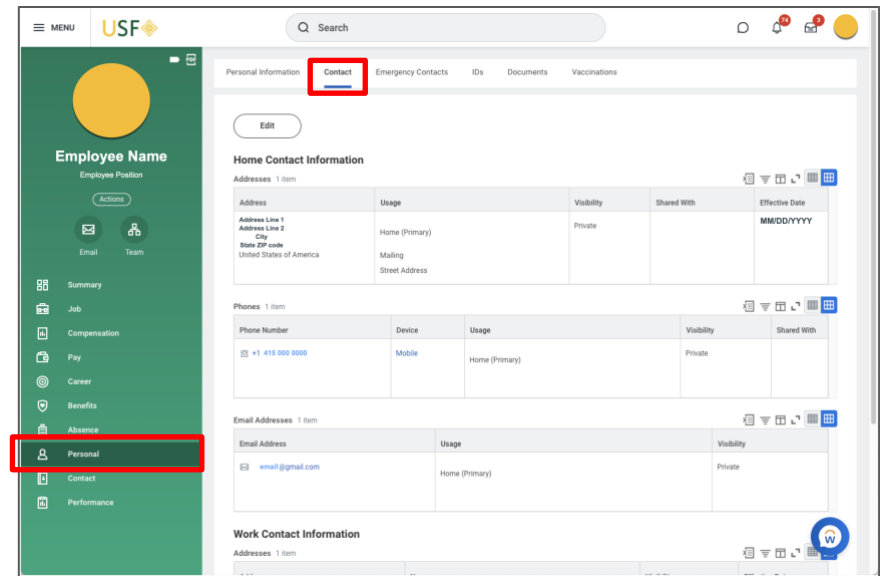 MENU
USF
Search
74
3
PDF
Employee Name
Employee Position
Actions
Email
Team
Summary
Job
Compensation
Pay
Career
Benefits
Absence
Personal
Contact
Performance
Personal Information Contact Emergency Contacts IDs Documents Vaccinations
Edit
Home Contact Information
Addresses 1 item
Address Usage Visibility Shared With Effective Date
Address Line 1
Address Line 2
City
State ZIP code
United States of America
Home (Primary)
Mailing
Street Address
Private
MM/DD/YYYY
Phones 1 item
Phone Number Device Usage Visibility Shared With
+1 415 000 0000 Mobile Home (Primary) Private
Email Addresses 1 item
Email Address Usage Visibility
email@gmail.com Home (Primary) Private
Work Contact Information
Addresses 1 item
W